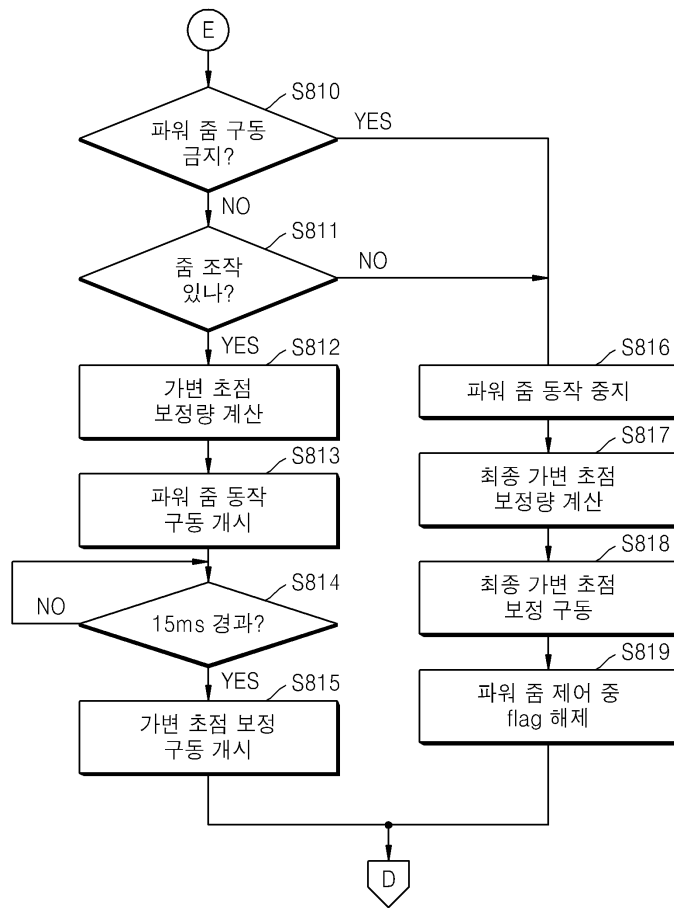 E
S810
파워 줌 구동
금지?
YES
NO
S811
줌 조작
있나?
NO
YES
S812
가변 초점
보정량 계산
S813
파워 줌 동작
구동 개시
S814
15ms 경과?
NO
YES
S815
가변 초점 보정
구동 개시
S816
파워 줌 동작 중지
S817
최종 가변 초점
보정량 계산
S818
최종 가변 초점
보정 구동
S819
파워 줌 제어 중
flag 해제
D